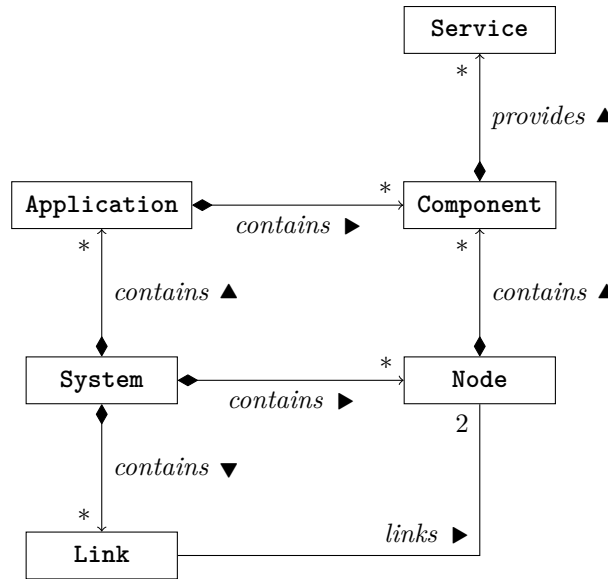 Service
*
provides ▲
Application
*
Component
contains ▶
*
*
contains ▲
contains ▲
System
*
Node
contains ▶
2
contains ▼
*
links ▶
Link